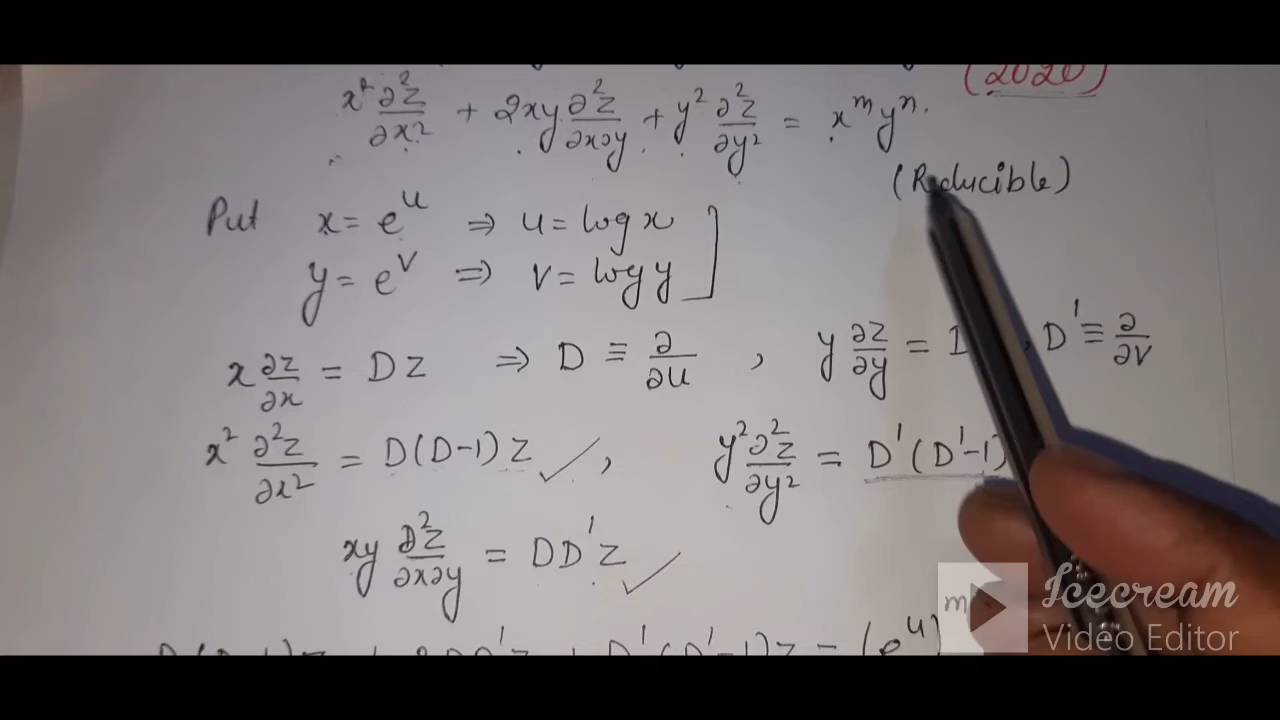 (2020)
x² ∂²z/∂x² + 2xy ∂²z/∂x∂y + y² ∂²z/∂y² = x^m y^n.
(Reducible)
Put x = e^u ⇒ u = log x
y = e^v ⇒ v = log y ]
x ∂z/∂x = Dz ⇒ D ≡ ∂/∂u , y ∂z/∂y = D , D' ≡ ∂/∂v
x² ∂²z/∂x² = D(D-1)z ✓, y² ∂²z/∂y² = D'(D'-1)
xy ∂²z/∂x∂y = DD'z ✓
D'(D'-1)z = (e^u)^m
Icecream
Video Editor